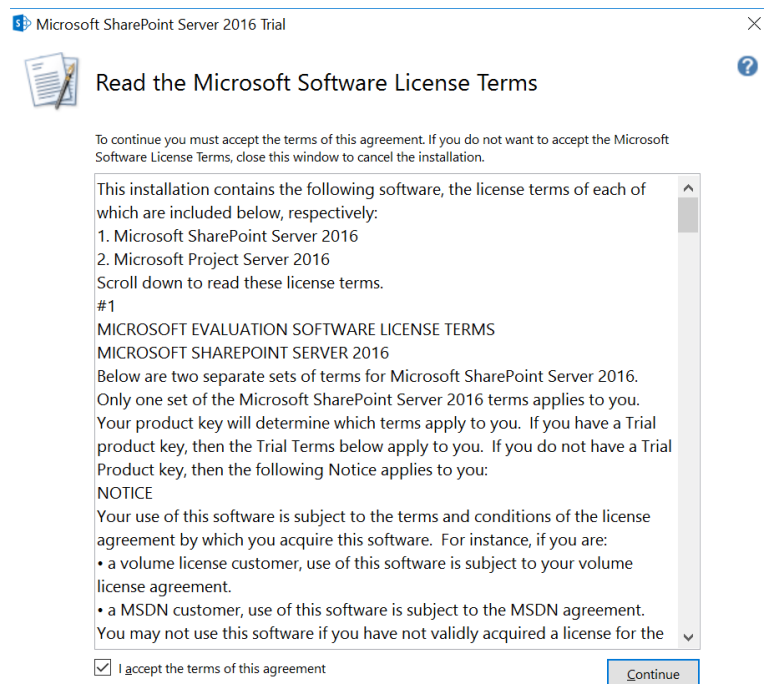 Microsoft SharePoint Server 2016 Trial
Read the Microsoft Software License Terms
To continue you must accept the terms of this agreement. If you do not want to accept the Microsoft
Software License Terms, close this window to cancel the installation.
This installation contains the following software, the license terms of each of
which are included below, respectively:
1. Microsoft SharePoint Server 2016
2. Microsoft Project Server 2016
Scroll down to read these license terms.
#1
MICROSOFT EVALUATION SOFTWARE LICENSE TERMS
MICROSOFT SHAREPOINT SERVER 2016
Below are two separate sets of terms for Microsoft SharePoint Server 2016.
Only one set of the Microsoft SharePoint Server 2016 terms applies to you.
Your product key will determine which terms apply to you.  If you have a Trial
product key, then the Trial Terms below apply to you.  If you do not have a Trial
Product key, then the following Notice applies to you:
NOTICE
Your use of this software is subject to the terms and conditions of the license
agreement by which you acquire this software.  For instance, if you are:
• a volume license customer, use of this software is subject to your volume
license agreement.
• a MSDN customer, use of this software is subject to the MSDN agreement.
You may not use this software if you have not validly acquired a license for the
I accept the terms of this agreement
Continue